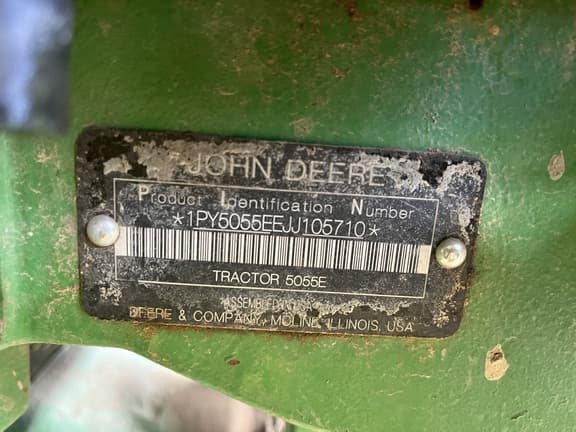 JOHN DEERE
Product Identification Number
*1PY5055EEJJ105710*
TRACTOR 5055E
DEERE & COMPANY, MOLINE, ILLINOIS, USA